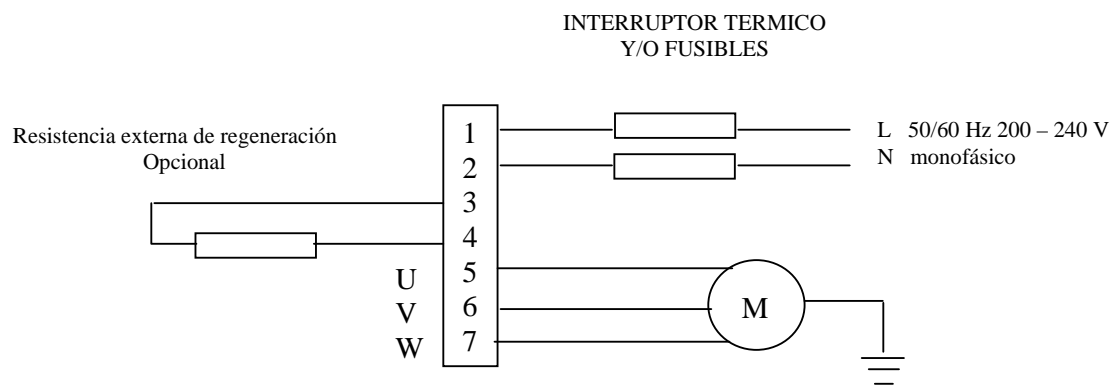 INTERRUPTOR TERMICO
Y/O FUSIBLES
Resistencia externa de regeneración
Opcional
1
2
3
4
5
6
7
L 50/60 Hz 200 – 240 V
N monofásico
U
V
W
M